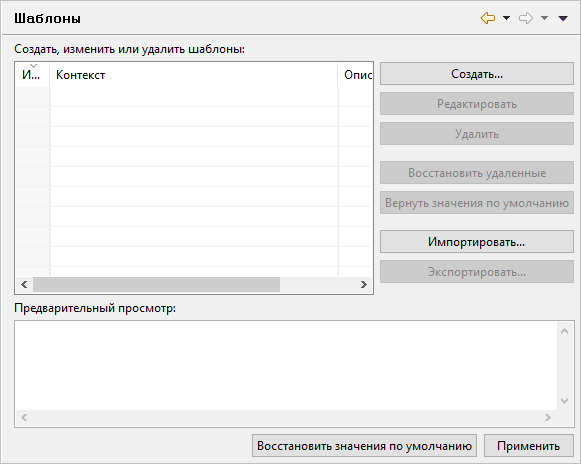 Шаблоны
Создать, изменить или удалить шаблоны:
И... Контекст Опис
Создать...
Редактировать
Удалить
Восстановить удаленные
Вернуть значения по умолчанию
Импортировать...
Экспортировать...
Предварительный просмотр:
Восстановить значения по умолчанию Применить